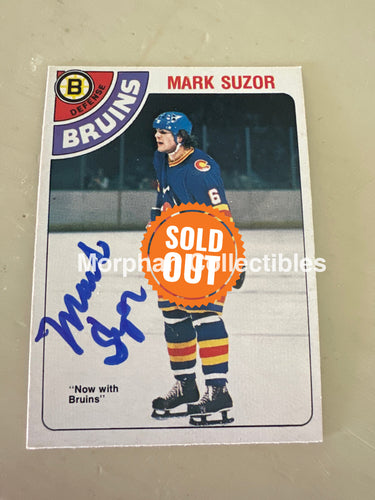 B
DEFENSE
BRUINS
MARK SUZOR
6
SOLD
OUT
Morphan Collectibles
Mark
Suzor
"Now with
Bruins"